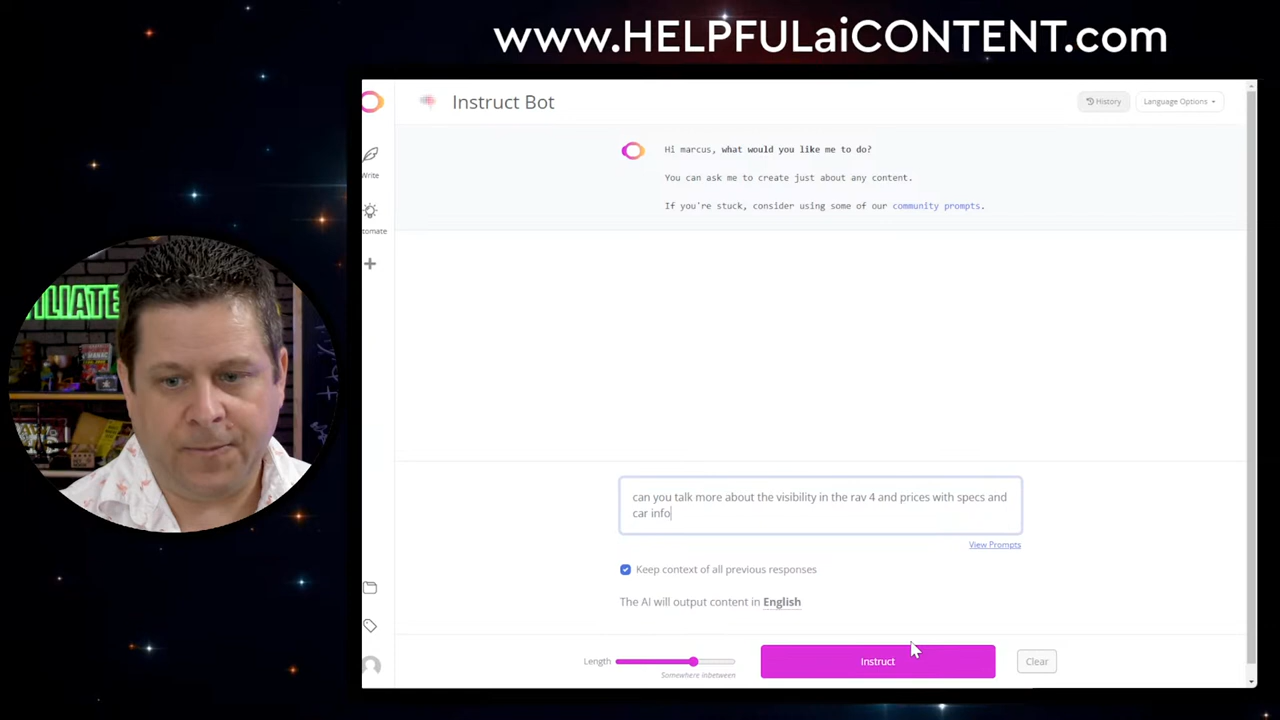 www.HELPFULaiCONTENT.com
Instruct Bot
History
Language Options
Hi marcus, what would you like me to do?
You can ask me to create just about any content.
If you're stuck, consider using some of our community prompts.
Write
tomate
ILIATE
can you talk more about the visibility in the rav 4 and prices with specs and
car info
View Prompts
Keep context of all previous responses
The AI will output content in English
Length
Somewhere inbetween
Instruct
Clear